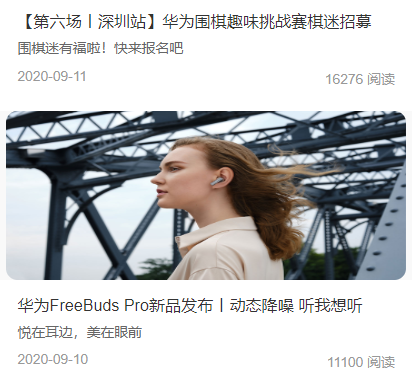 【第六场丨深圳站】华为围棋趣味挑战赛棋迷招募
围棋迷有福啦！快来报名吧
2020-09-11 16276 阅读
华为FreeBuds Pro新品发布丨动态降噪 听我想听
悦在耳边，美在眼前
2020-09-10 11100 阅读